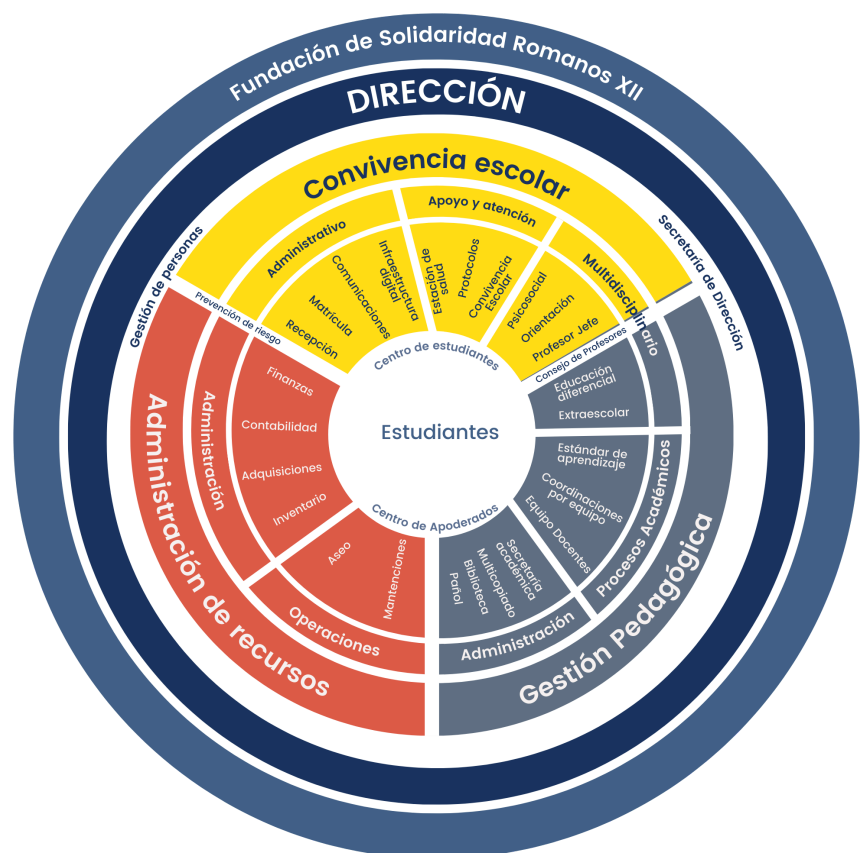 Fundación de Solidaridad Romanos XII
DIRECCIÓN
Convivencia escolar
Gestión de personas
Secretaría de Dirección
Prevención de riesgo
Administrativo
Apoyo y atención
Multidisciplinario
Recepción
Matrícula
Comunicaciones
Infraestructura
digital
Estación de
salud
Protocolos
Convivencia
Escolar
Psicosocial
Orientación
Profesor Jefe
Consejo de Profesores
Centro de estudiantes
Estudiantes
Centro de Apoderados
Educación
diferencial
Extraescolar
Gestión Pedagógica
Procesos Académicos
Estándar de
aprendizaje
Coordinaciones
por equipo
Equipo Docentes
Administración
Secretaría
académica
Multicopiado
Biblioteca
Pañol
Administración de recursos
Administración
Finanzas
Contabilidad
Adquisiciones
Inventario
Operaciones
Aseo
Mantenciones